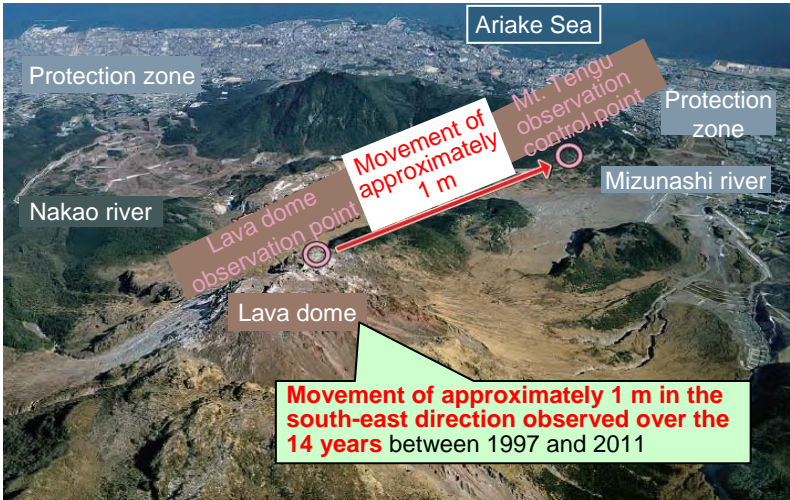 Ariake Sea
Protection zone
Mt. Tengu
observation
control point
Protection
zone
Movement of
approximately
1 m
Mizunashi river
Nakao river
Lava dome
observation point
Lava dome
Movement of approximately 1 m in the
south-east direction observed over the
14 years between 1997 and 2011